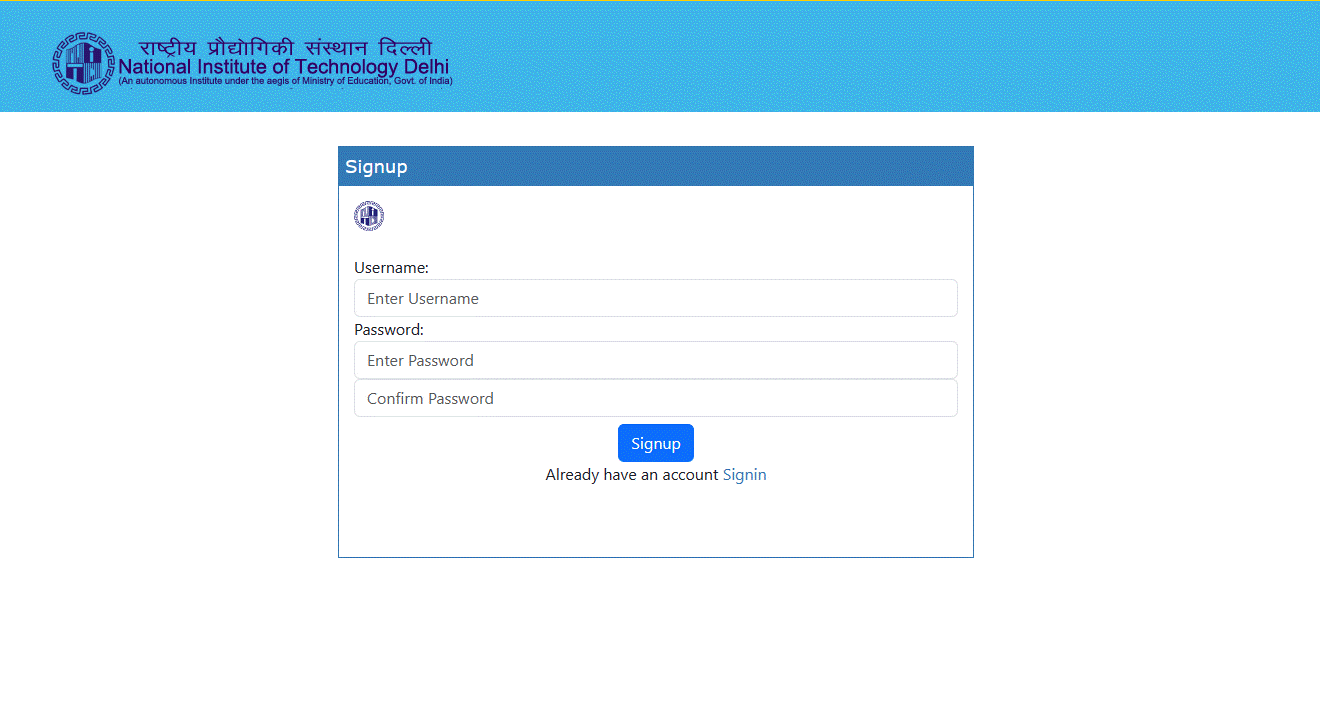 राष्ट्रीय प्रौद्योगिकी संस्थान दिल्ली
National Institute of Technology Delhi
(An autonomous Institute under the aegis of Ministry of Education, Govt. of India)
Signup
Username:
Enter Username
Password:
Enter Password
Confirm Password
Signup
Already have an account Signin